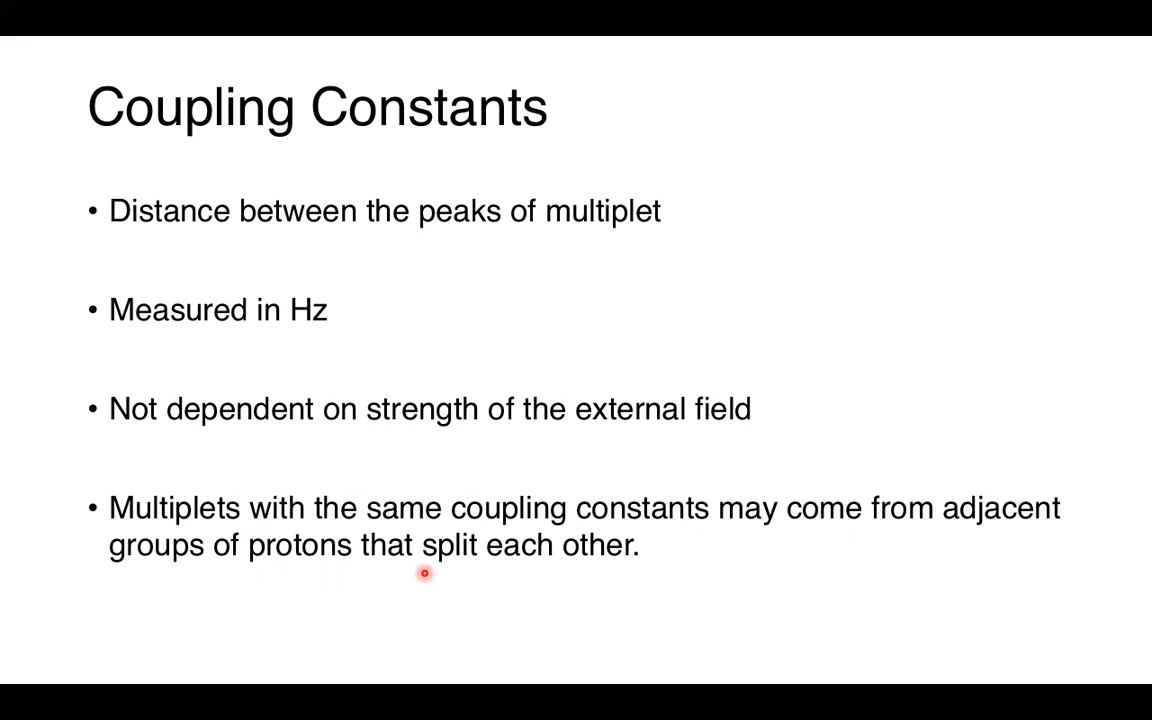 Coupling Constants
• Distance between the peaks of multiplet
• Measured in Hz
• Not dependent on strength of the external field
• Multiplets with the same coupling constants may come from adjacent
groups of protons that split each other.